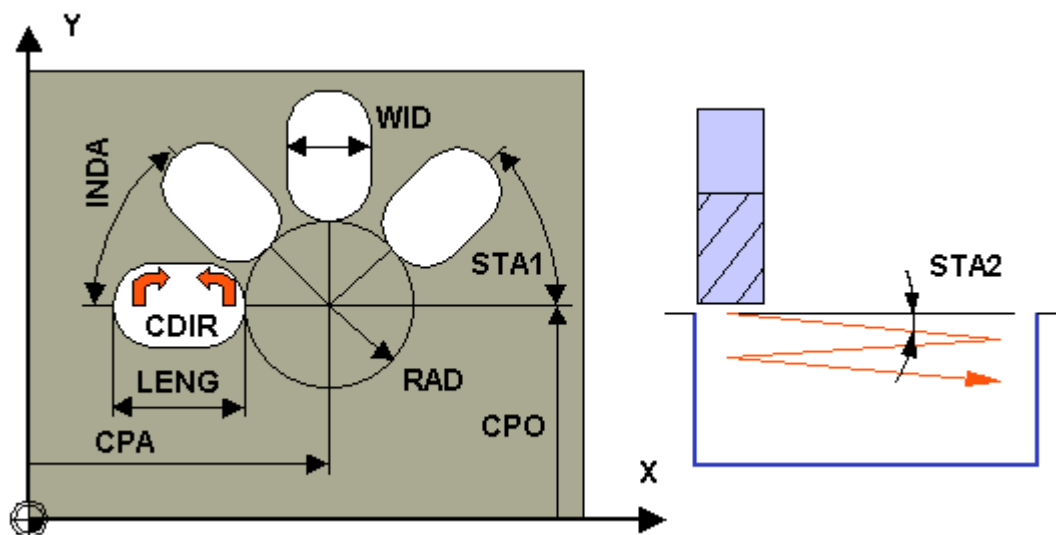 Y
WID
INDA
STA1
STA2
CDIR
LENG
RAD
CPO
CPA
X